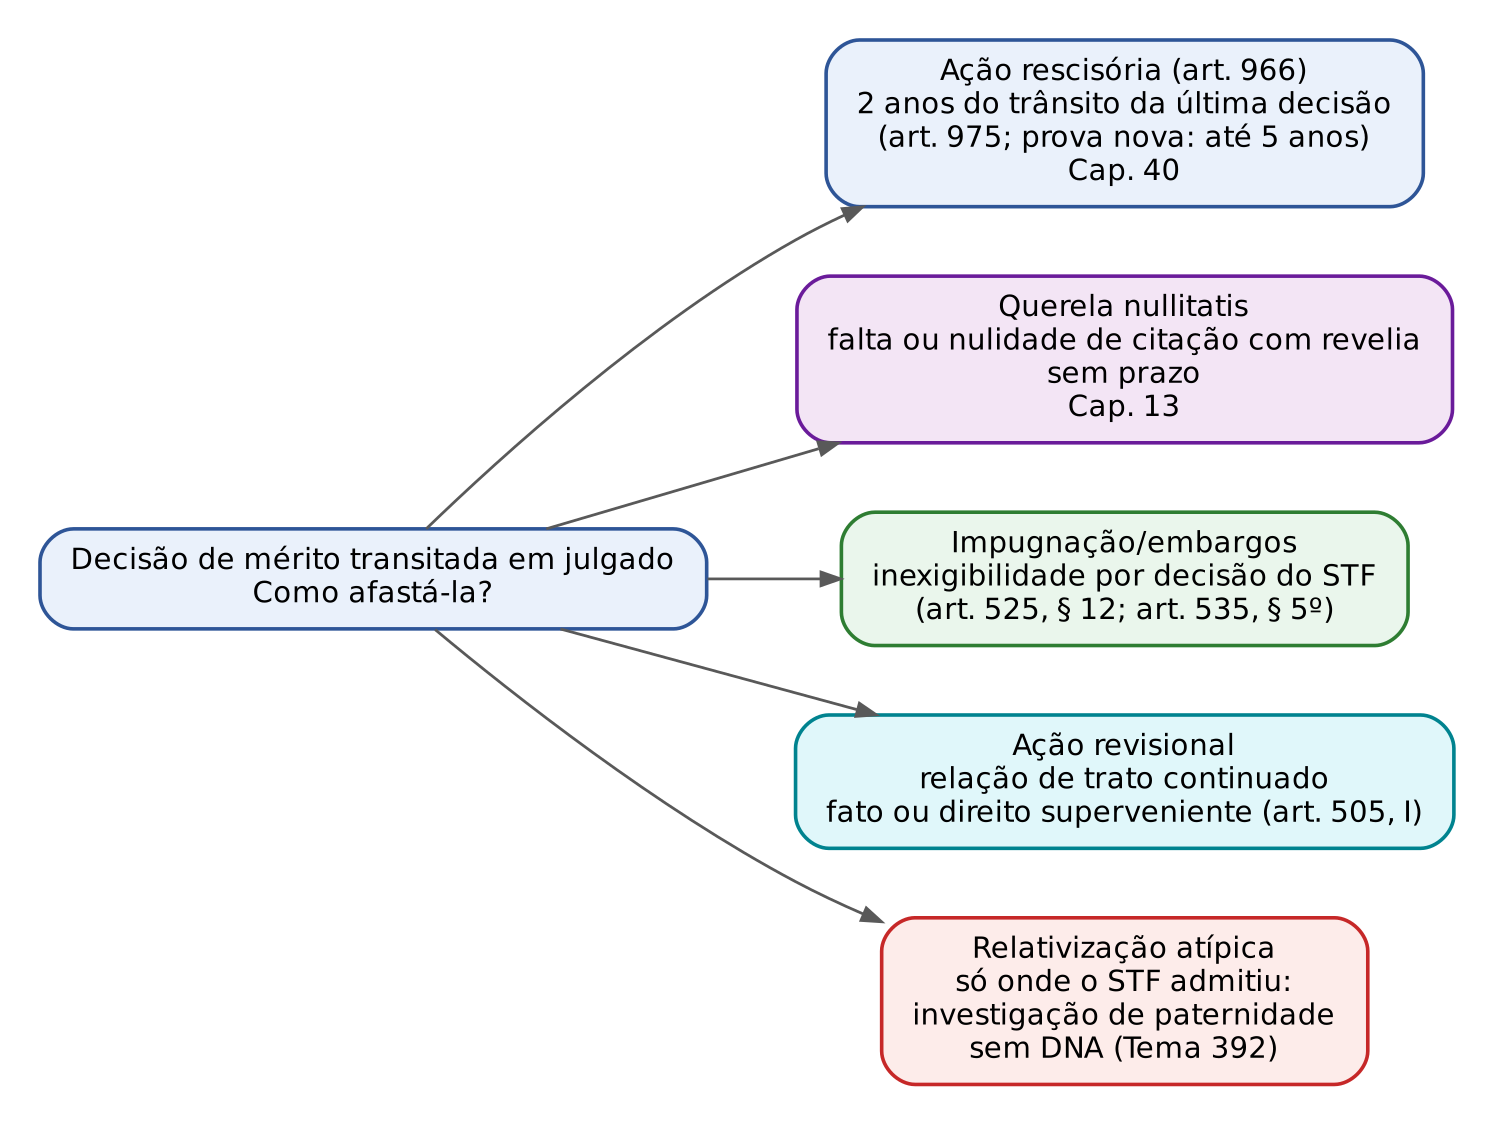 Ação rescisória (art. 966)
2 anos do trânsito da última decisão
(art. 975; prova nova: até 5 anos)
Cap. 40
Querela nullitatis
falta ou nulidade de citação com revelia
sem prazo
Cap. 13
Decisão de mérito transitada em julgado
Como afastá-la?
Impugnação/embargos
inexigibilidade por decisão do STF
(art. 525, § 12; art. 535, § 5º)
Ação revisional
relação de trato continuado
fato ou direito superveniente (art. 505, I)
Relativização atípica
só onde o STF admitiu:
investigação de paternidade
sem DNA (Tema 392)